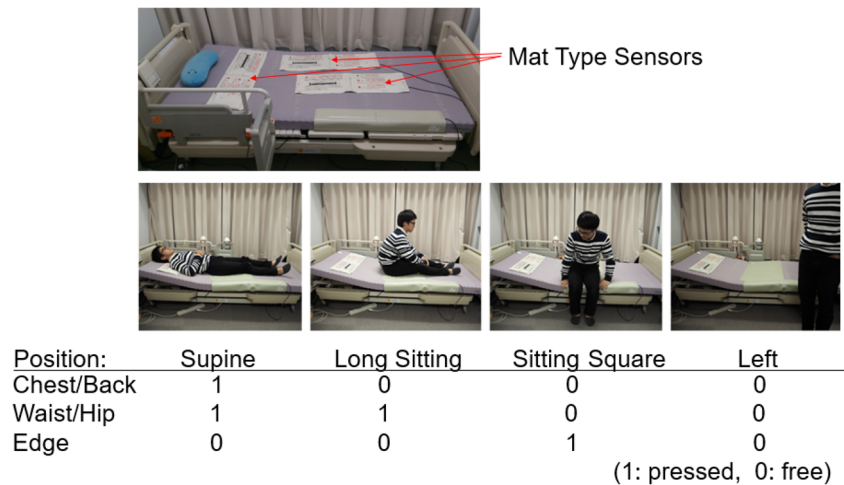 Mat Type Sensors
Position: Supine Long Sitting Sitting Square Left
Chest/Back 1 0 0 0
Waist/Hip 1 1 0 0
Edge 0 0 1 0
(1: pressed, 0: free)